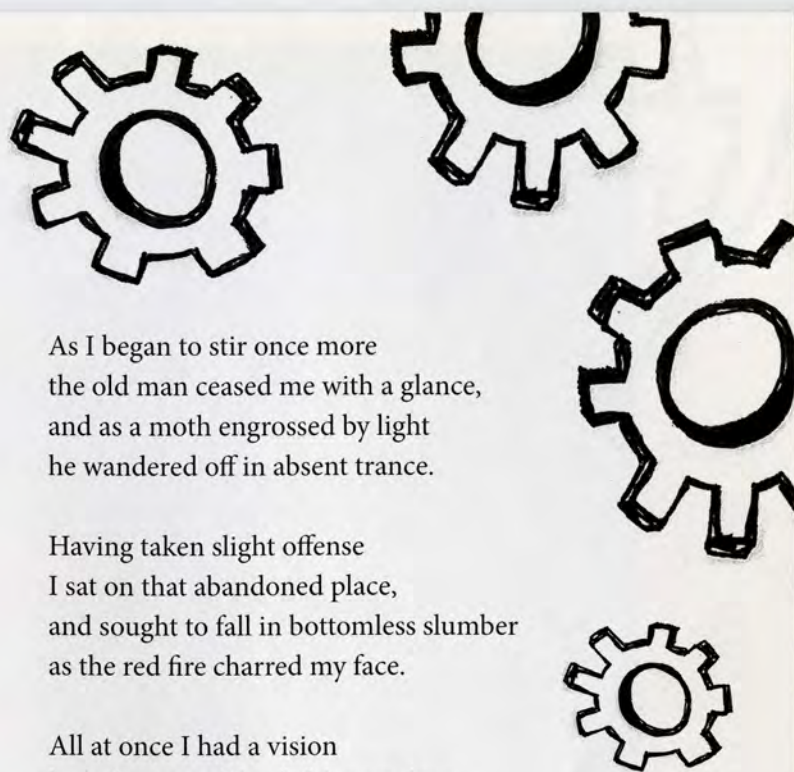 As I began to stir once more
the old man ceased me with a glance,
and as a moth engrossed by light
he wandered off in absent trance.
Having taken slight offense
I sat on that abandoned place,
and sought to fall in bottomless slumber
as the red fire charred my face.
All at once I had a vision